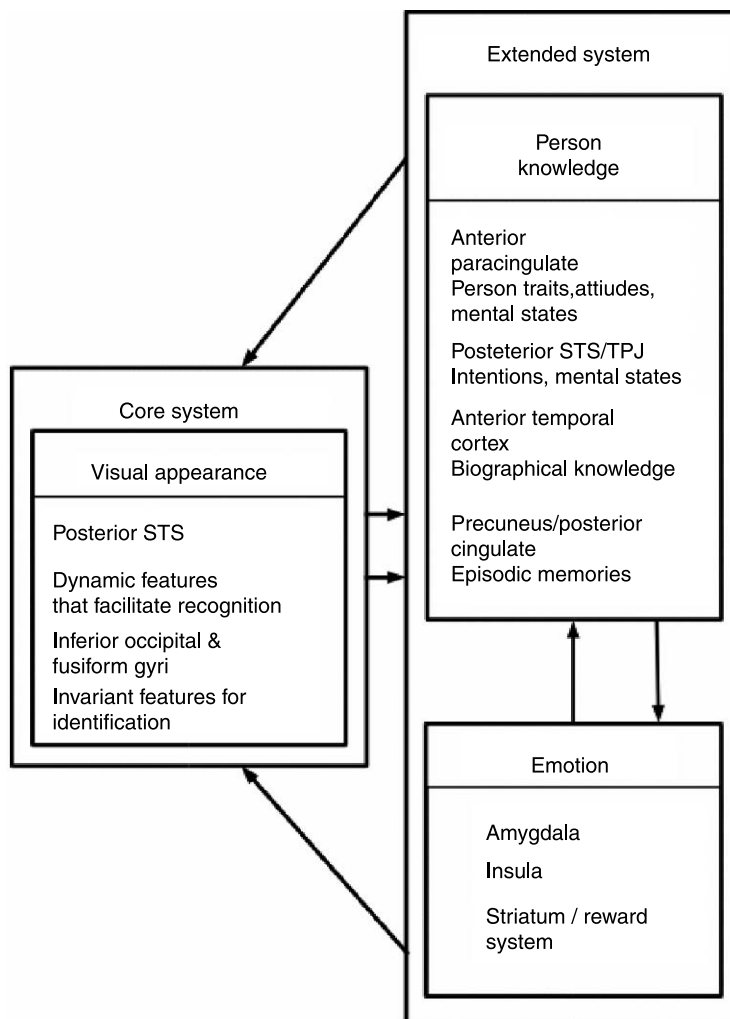 Extended system
Person
knowledge
Anterior
paracingulate
Person traits,attiudes,
mental states
Posteterior STS/TPJ
Intentions, mental states
Anterior temporal
cortex
Biographical knowledge
Precuneus/posterior
cingulate
Episodic memories
Core system
Visual appearance
Posterior STS
Dynamic features
that facilitate recognition
Inferior occipital &
fusiform gyri
Invariant features for
identification
Emotion
Amygdala
Insula
Striatum / reward
system